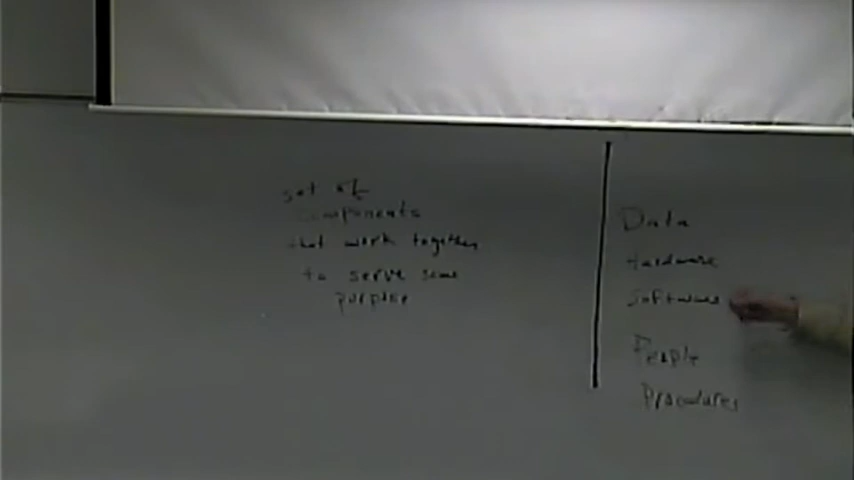 set of
components
that work together
to serve some
purpose
Data
Hardware
Software
People
Procedures